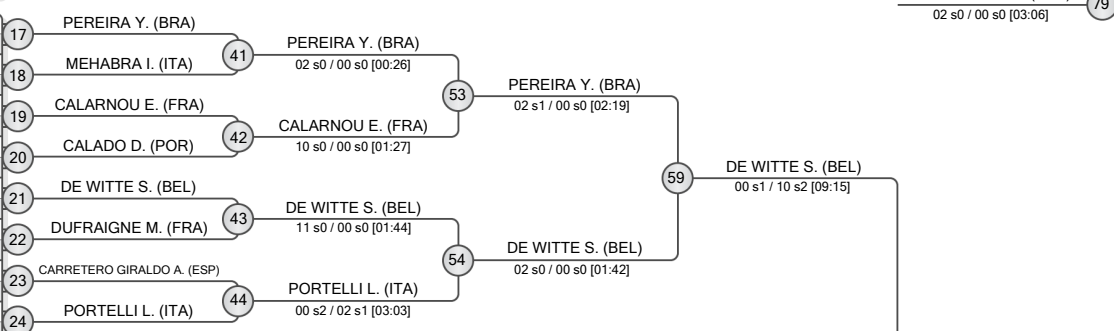 79
02 s0 / 00 s0 [03:06]
17
PEREIRA Y. (BRA)
18
MEHABRA I. (ITA)
41
PEREIRA Y. (BRA)
02 s0 / 00 s0 [00:26]
19
CALARNOU E. (FRA)
20
CALADO D. (POR)
42
CALARNOU E. (FRA)
10 s0 / 00 s0 [01:27]
53
PEREIRA Y. (BRA)
02 s1 / 00 s0 [02:19]
21
DE WITTE S. (BEL)
22
DUFRAIGNE M. (FRA)
43
DE WITTE S. (BEL)
11 s0 / 00 s0 [01:44]
23
CARRETERO GIRALDO A. (ESP)
24
PORTELLI L. (ITA)
44
PORTELLI L. (ITA)
00 s2 / 02 s1 [03:03]
54
DE WITTE S. (BEL)
02 s0 / 00 s0 [01:42]
59
DE WITTE S. (BEL)
00 s1 / 10 s2 [09:15]